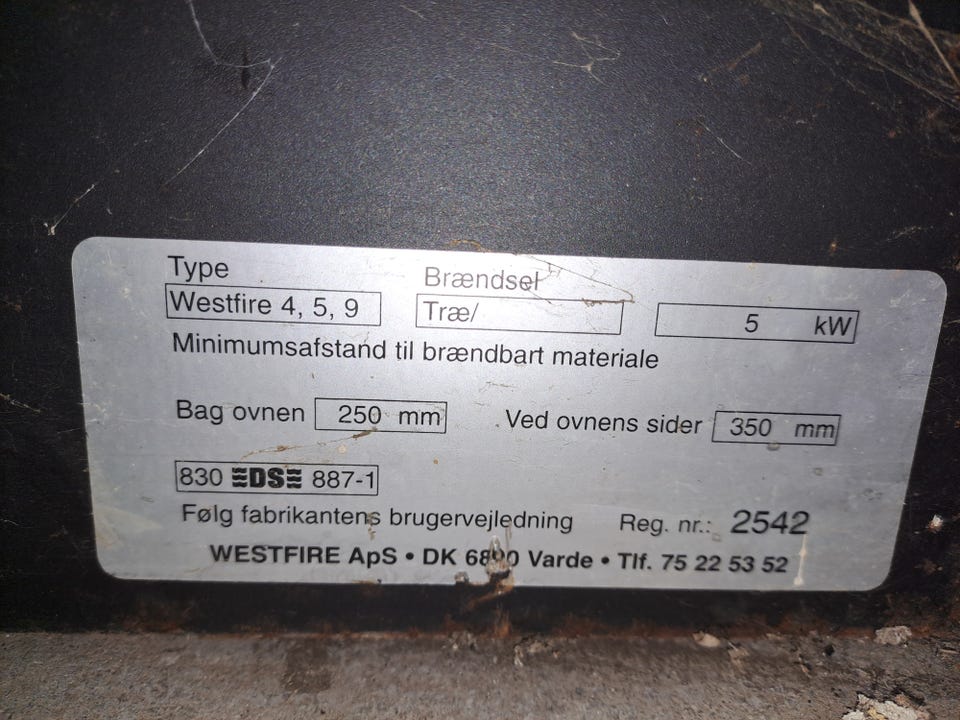 Type Brændsel
Westfire 4, 5, 9 Træ/ 5 kW
Minimumsafstand til brændbart materiale
Bag ovnen 250 mm Ved ovnens sider 350 mm
830 DS 887-1
Følg fabrikantens brugervejledning Reg. nr.: 2542
WESTFIRE ApS • DK 6800 Varde • Tlf. 75 22 53 52